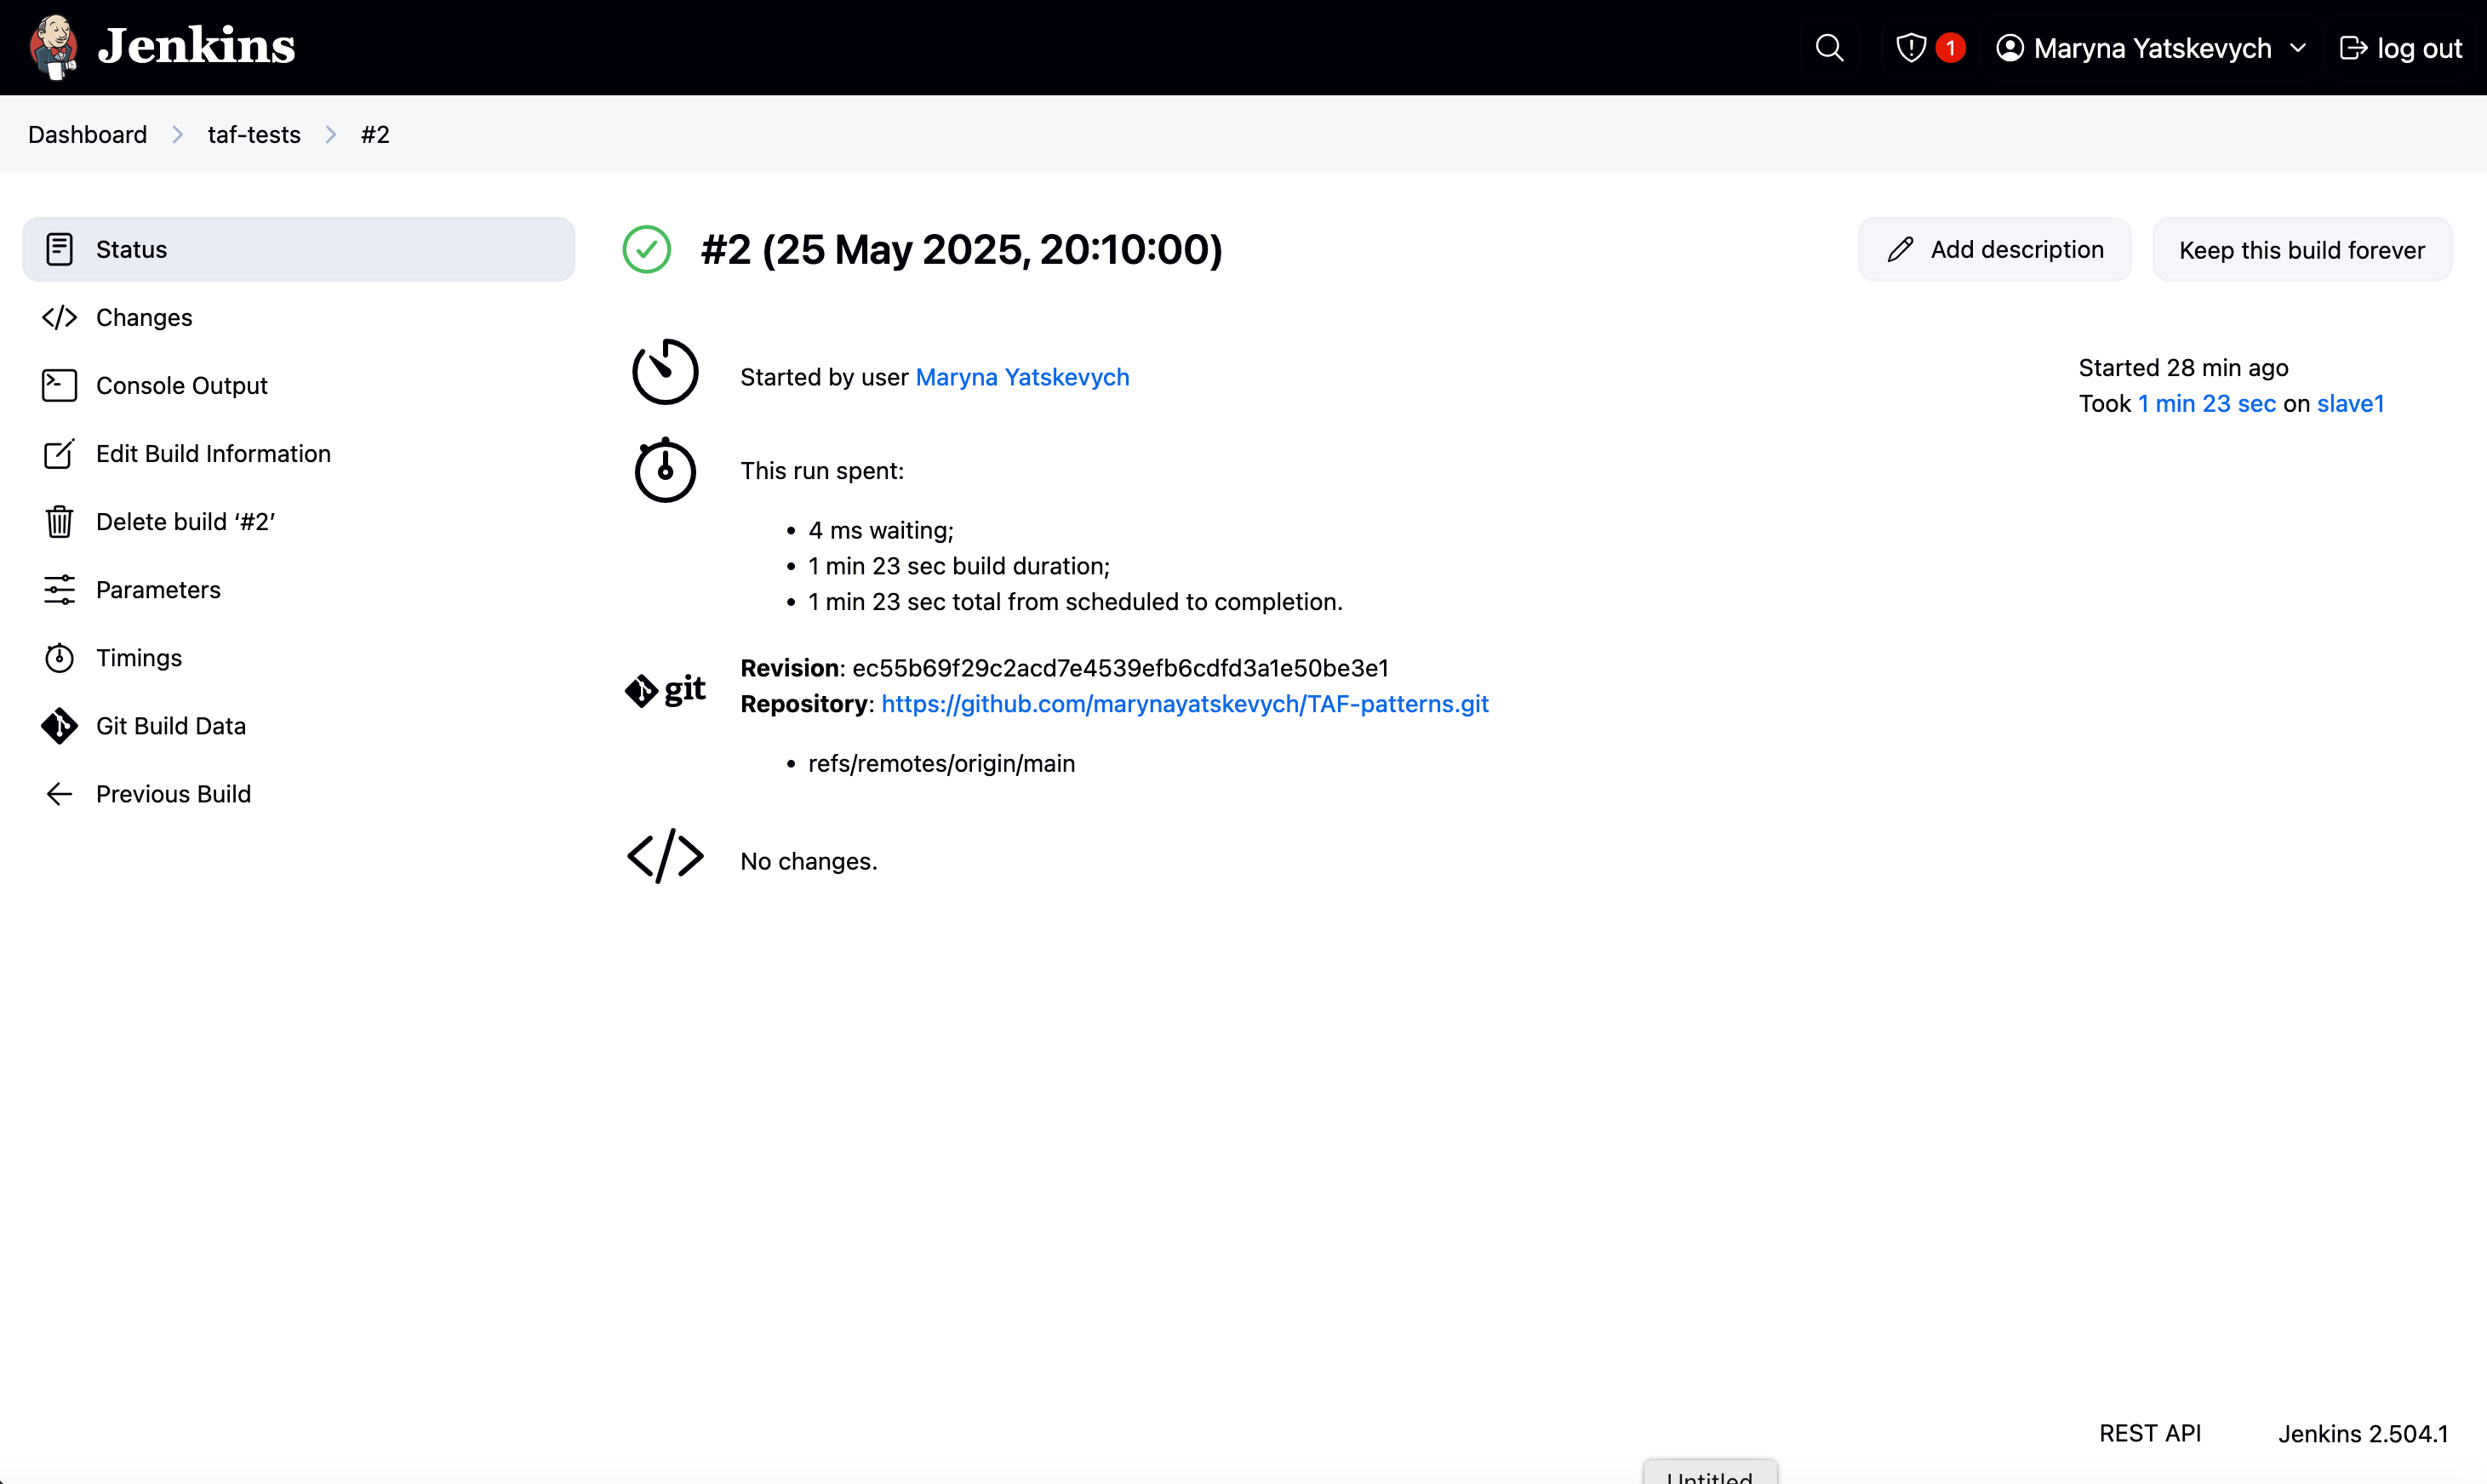 Jenkins
1
Maryna Yatskevych
log out
Dashboard
taf-tests
#2
Status
Changes
Console Output
Edit Build Information
Delete build ‘#2’
Parameters
Timings
Git Build Data
Previous Build
#2 (25 May 2025, 20:10:00)
Add description
Keep this build forever
Started by user Maryna Yatskevych
Started 28 min ago
Took 1 min 23 sec on slave1
This run spent:
4 ms waiting;
1 min 23 sec build duration;
1 min 23 sec total from scheduled to completion.
git
Revision: ec55b69f29c2acd7e4539efb6cdfd3a1e50be3e1
Repository: https://github.com/marynayatskevych/TAF-patterns.git
refs/remotes/origin/main
No changes.
REST API
Jenkins 2.504.1
Untitled